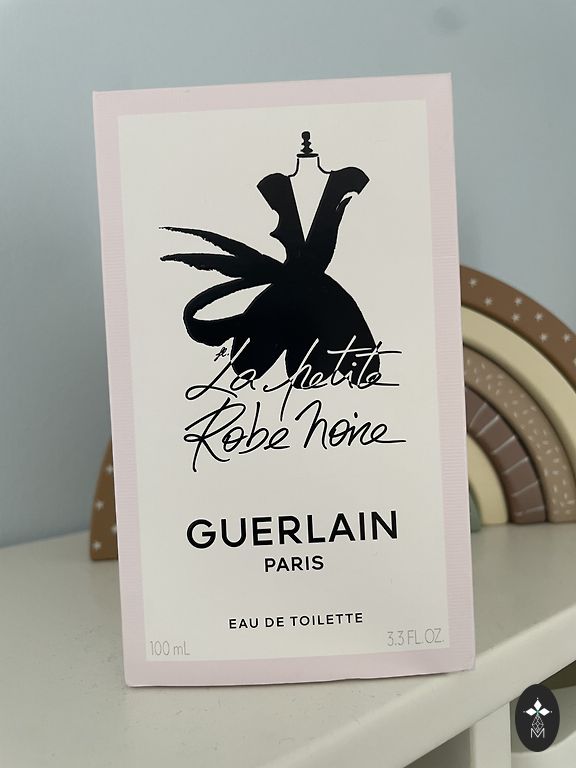 La petite
Robe Noire
GUERLAIN
PARIS
EAU DE TOILETTE
100 mL
3.3 FL.OZ.
M